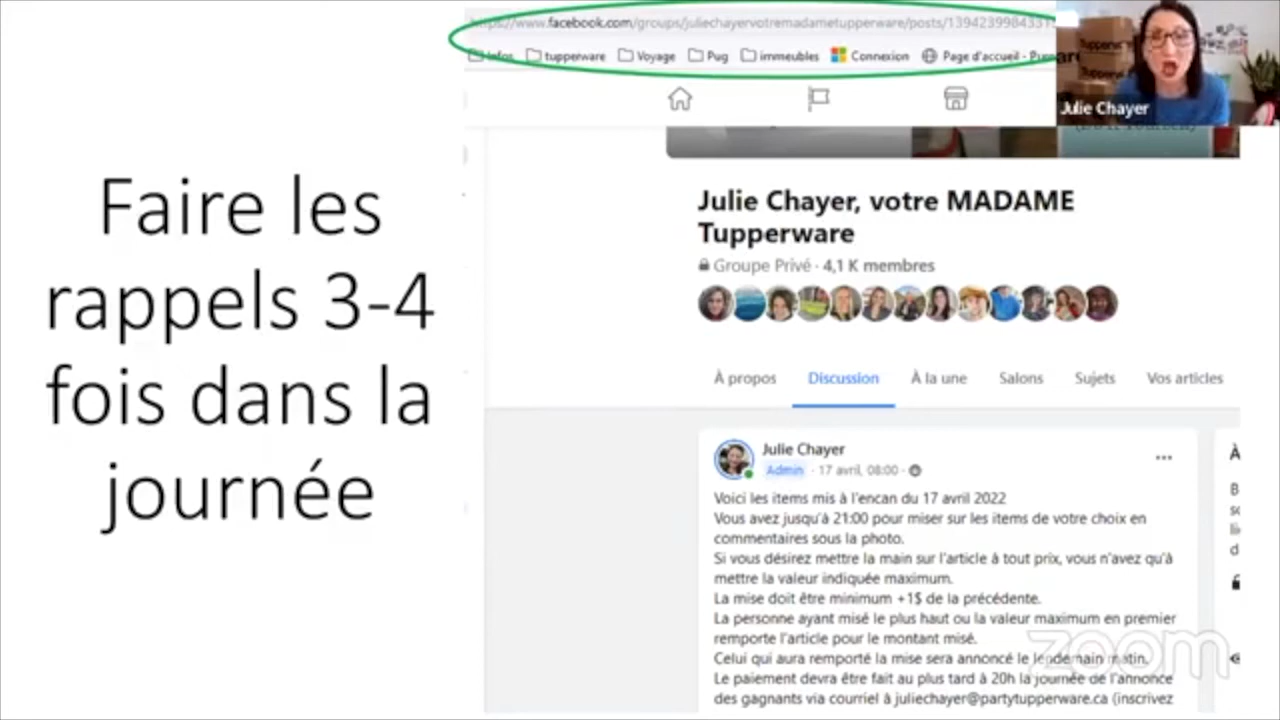 Faire les
rappels 3-4
fois dans la
journée
https://www.facebook.com/groups/juliechayervotremadametupperware/posts/
Infos tupperware Voyage Pug immeubles Connexion Page d'accueil -
Julie Chayer
Julie Chayer, votre MADAME
Tupperware
Groupe Privé · 4,1 K membres
À propos Discussion À la une Salons Sujets Vos articles
Julie Chayer
Admin · 17 avril, 08:00 ·
Voici les items mis à l'encan du 17 avril 2022
Vous avez jusqu'à 21:00 pour miser sur les items de votre choix en
commentaires sous la photo.
Si vous désirez mettre la main sur l'article à tout prix, vous n'avez qu'à
mettre la valeur indiquée maximum.
La mise doit être minimum +1$ de la précédente.
La personne ayant misé le plus haut ou la valeur maximum en premier
remporte l'article pour le montant misé.
Celui qui aura remporté la mise sera annoncé le lendemain matin.
Le paiement devra être fait au plus tard à 20h la journée de l'annonce
des gagnants via courriel à juliechayer@partytupperware.ca (inscrivez
zoom